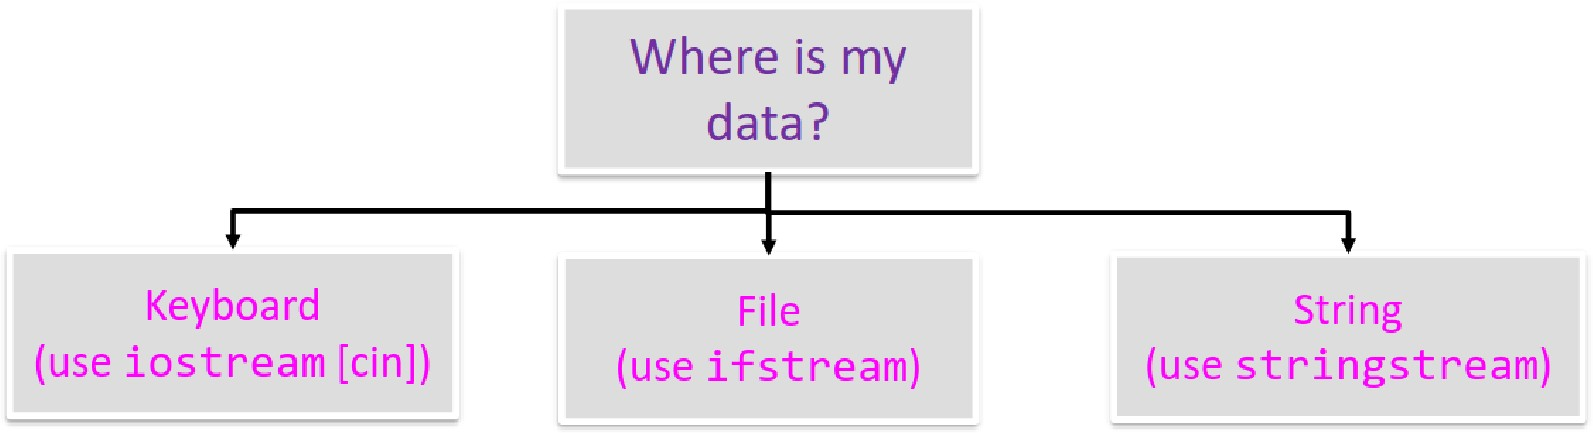 Where is my
data?
Keyboard
(use iostream [cin])
File
(use ifstream)
String
(use stringstream)